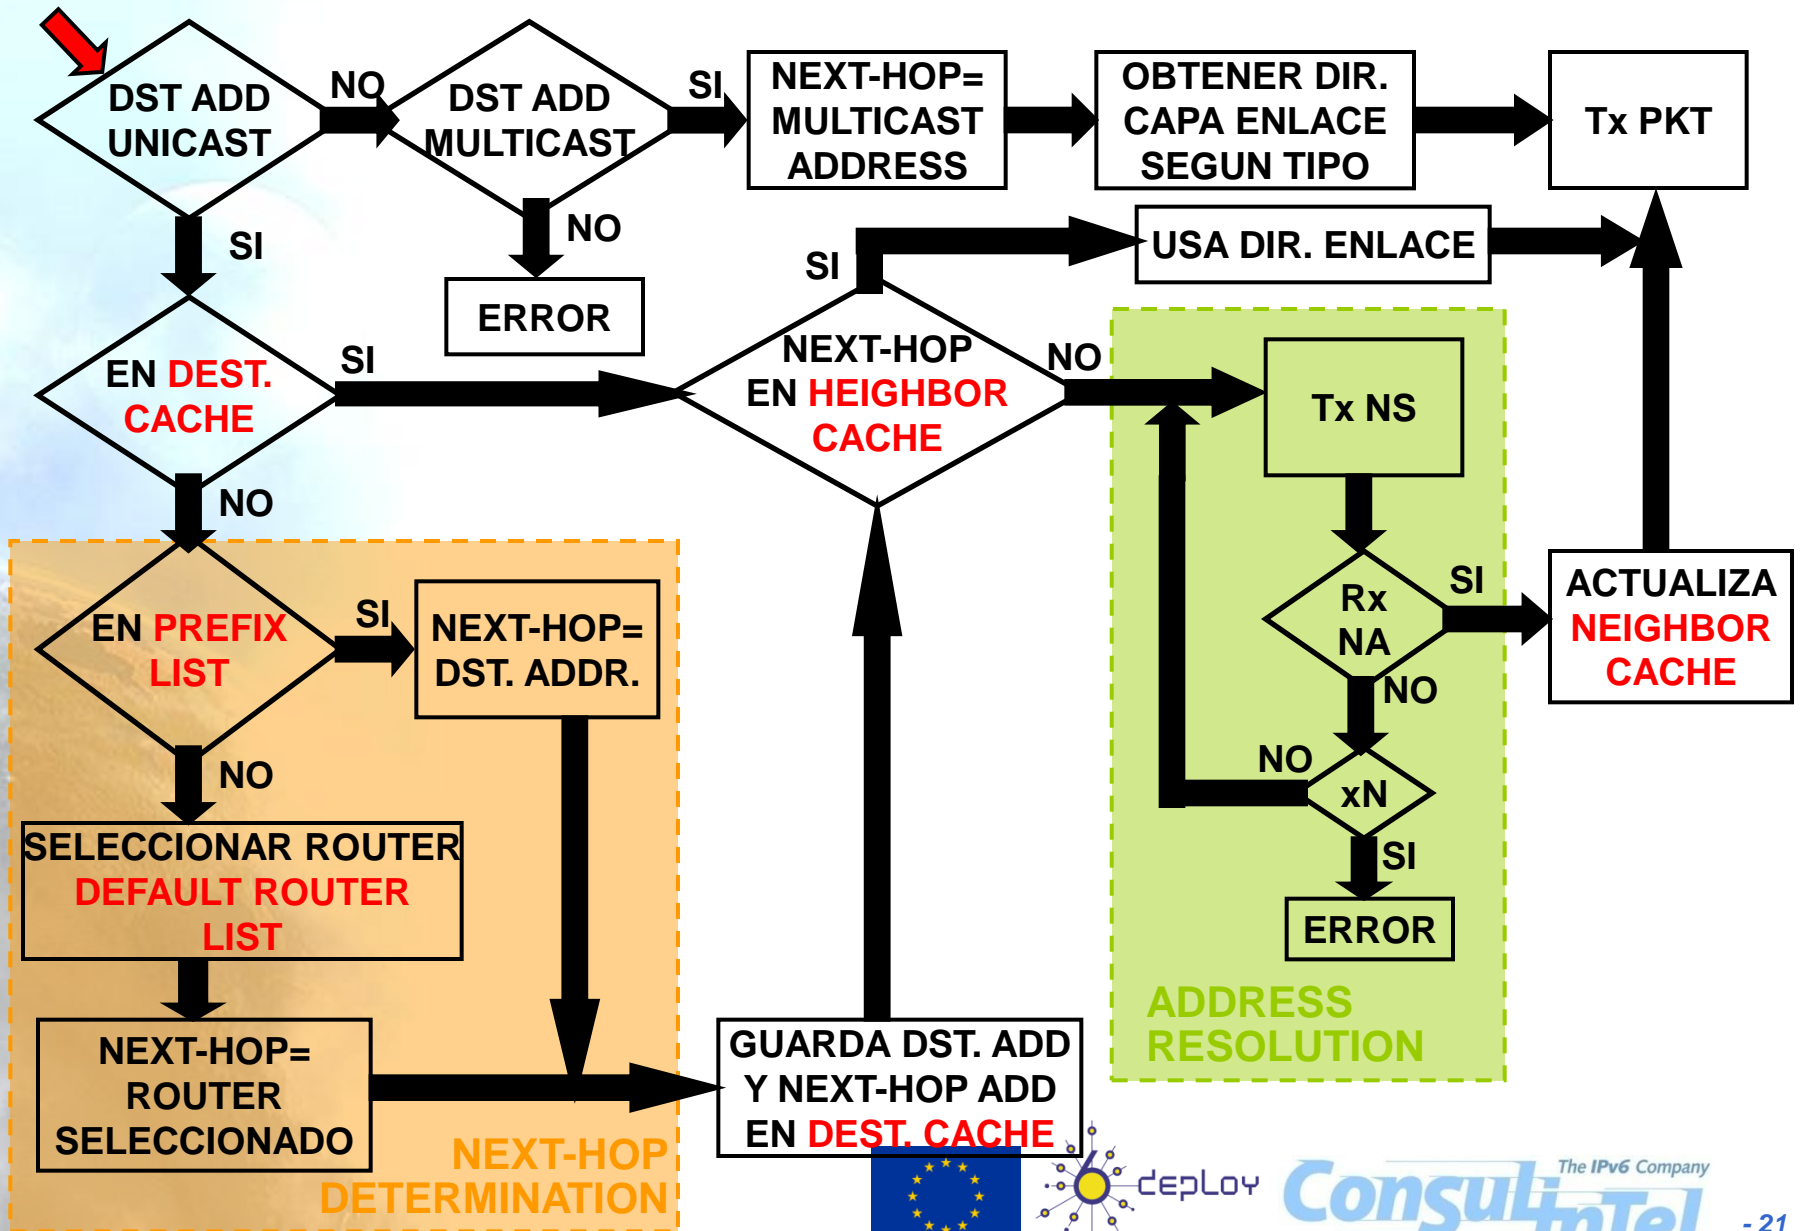 DST ADD
UNICAST
NO
DST ADD
MULTICAST
SI
NEXT-HOP=
MULTICAST
ADDRESS
OBTENER DIR.
CAPA ENLACE
SEGUN TIPO
Tx PKT
SI
NO
ERROR
SI
USA DIR. ENLACE
EN DEST.
CACHE
SI
NEXT-HOP
EN HEIGHBOR
CACHE
NO
Tx NS
NO
Rx
NA
SI
ACTUALIZA
NEIGHBOR
CACHE
EN PREFIX
LIST
SI
NEXT-HOP=
DST. ADDR.
NO
NO
xN
NO
SI
ERROR
SELECCIONAR ROUTER
DEFAULT ROUTER
LIST
NEXT-HOP=
ROUTER
SELECCIONADO
GUARDA DST. ADD
Y NEXT-HOP ADD
EN DEST. CACHE
ADDRESS
RESOLUTION
NEXT-HOP
DETERMINATION
6 deploy
The IPv6 Company
Consulintel
- 21